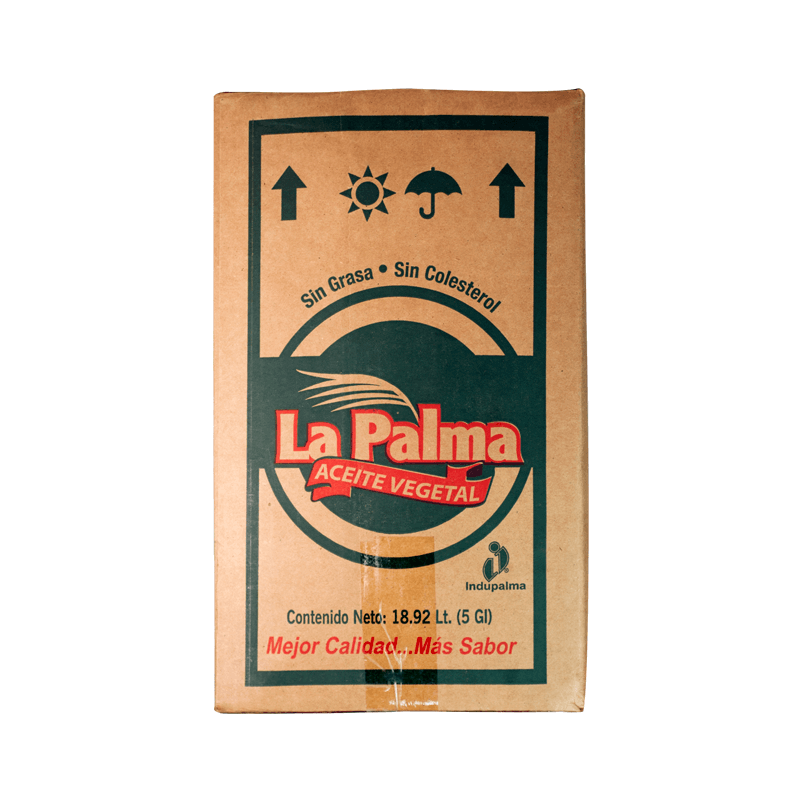 Sin Grasa • Sin Colesterol
La Palma
ACEITE VEGETAL
Indupalma
Contenido Neto: 18.92 Lt. (5 Gl)
Mejor Calidad...Más Sabor